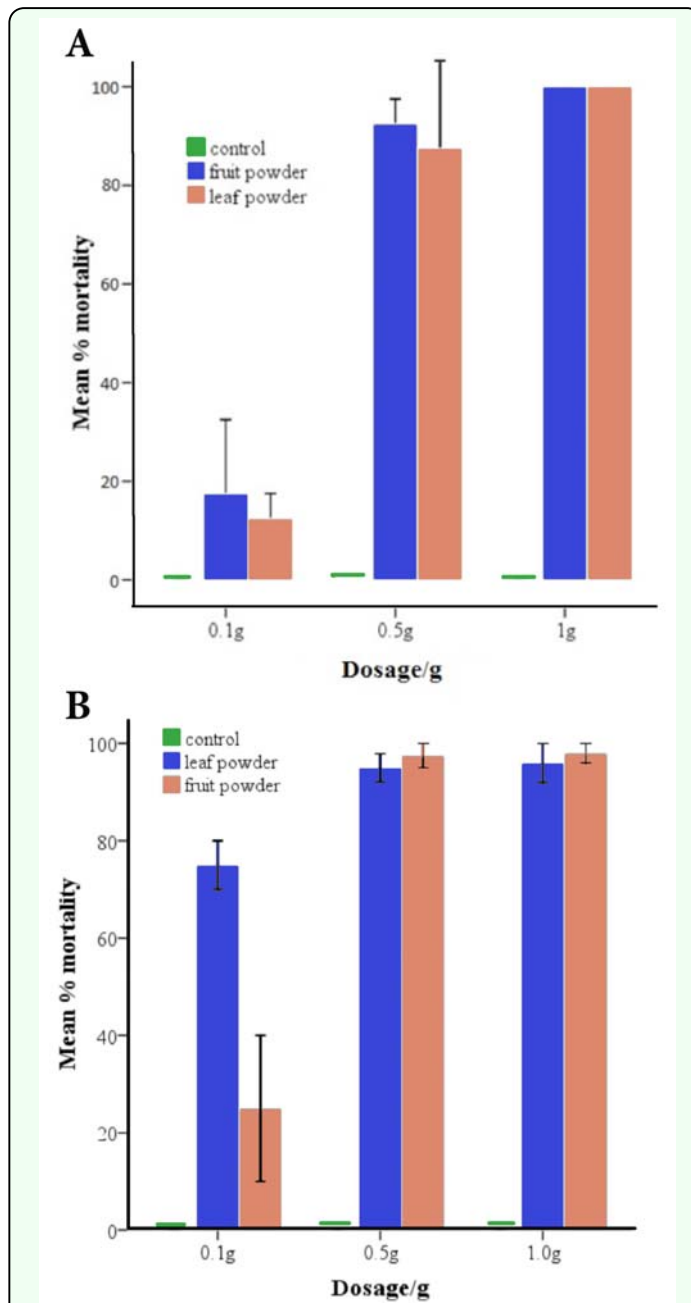 A
control
fruit powder
leaf powder
Mean % mortality
100
80
60
40
20
0
0.1g
0.5g
1g
Dosage/g
B
control
leaf powder
fruit powder
Mean % mortality
100
80
60
40
20
0
0.1g
0.5g
1.0g
Dosage/g